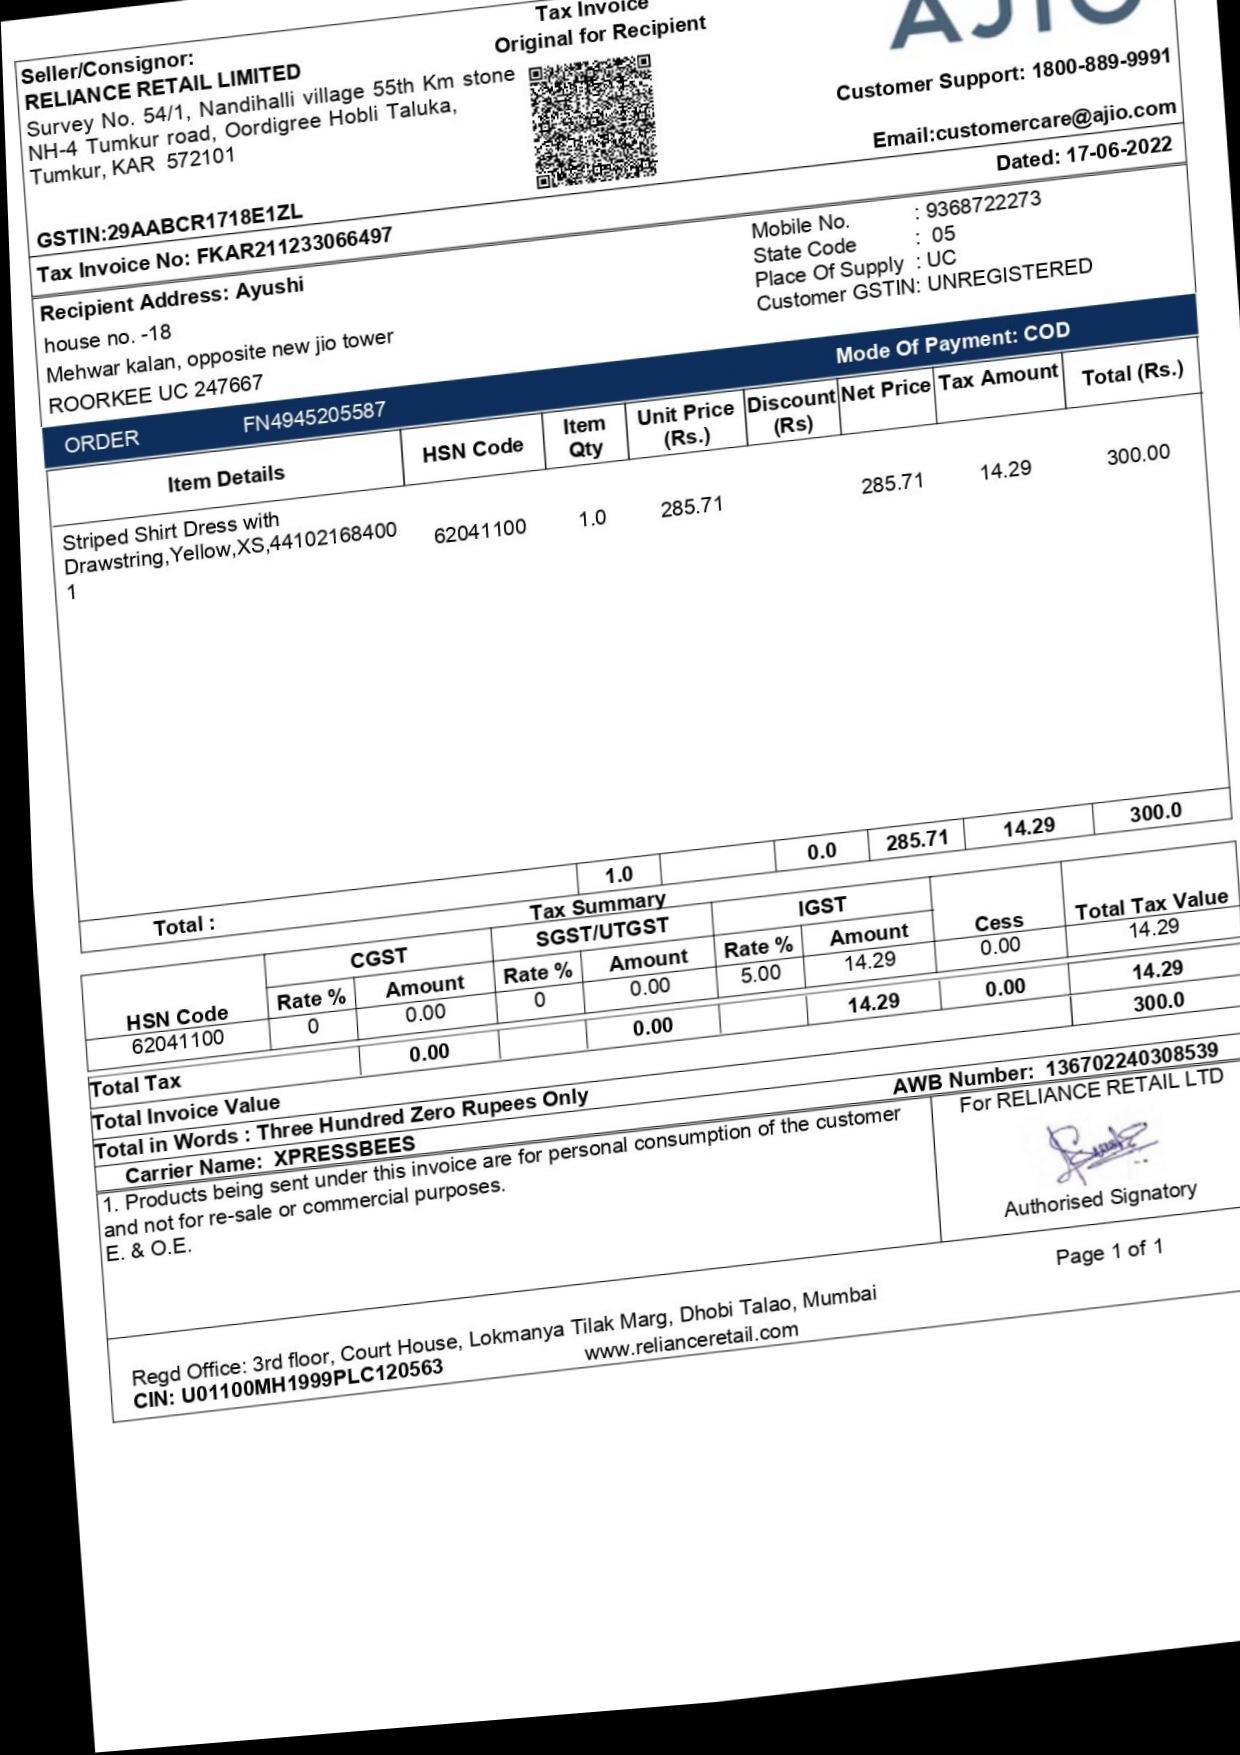 Tax Invoice
Original for Recipient
AJIO
Seller/Consignor:
RELIANCE RETAIL LIMITED
Survey No. 54/1, Nandihalli village 55th Km stone
NH-4 Tumkur road, Oordigree Hobli Taluka,
Tumkur, KAR 572101
Customer Support: 1800-889-9991
Email:customercare@ajio.com
GSTIN:29AABCR1718E1ZL
Dated: 17-06-2022
Tax Invoice No: FKAR211233066497
Recipient Address: Ayushi
house no. -18
Mehwar kalan, opposite new jio tower
ROORKEE UC 247667
Mobile No. : 9368722273
State Code : 05
Place Of Supply : UC
Customer GSTIN: UNREGISTERED
ORDER FN4945205587 Mode Of Payment: COD
Item Details HSN Code Item Qty Unit Price (Rs.) Discount (Rs) Net Price Tax Amount Total (Rs.)
Striped Shirt Dress with
Drawstring,Yellow,XS,44102168400 62041100 1.0 285.71 285.71 14.29 300.00
1
Total : 1.0 0.0 285.71 14.29 300.0
Tax Summary
HSN Code CGST SGST/UTGST IGST Cess Total Tax Value
Rate % Amount Rate % Amount Rate % Amount
62041100 0 0.00 0 0.00 5.00 14.29 0.00 14.29
Total Tax 0.00 0.00 14.29 0.00 14.29
Total Invoice Value 300.0
Total in Words : Three Hundred Zero Rupees Only
Carrier Name: XPRESSBEES AWB Number: 136702240308539
1. Products being sent under this invoice are for personal consumption of the customer
and not for re-sale or commercial purposes.
E. & O.E.
For RELIANCE RETAIL LTD
Authorised Signatory
Page 1 of 1
Regd Office: 3rd floor, Court House, Lokmanya Tilak Marg, Dhobi Talao, Mumbai
CIN: U01100MH1999PLC120563 www.relianceretail.com